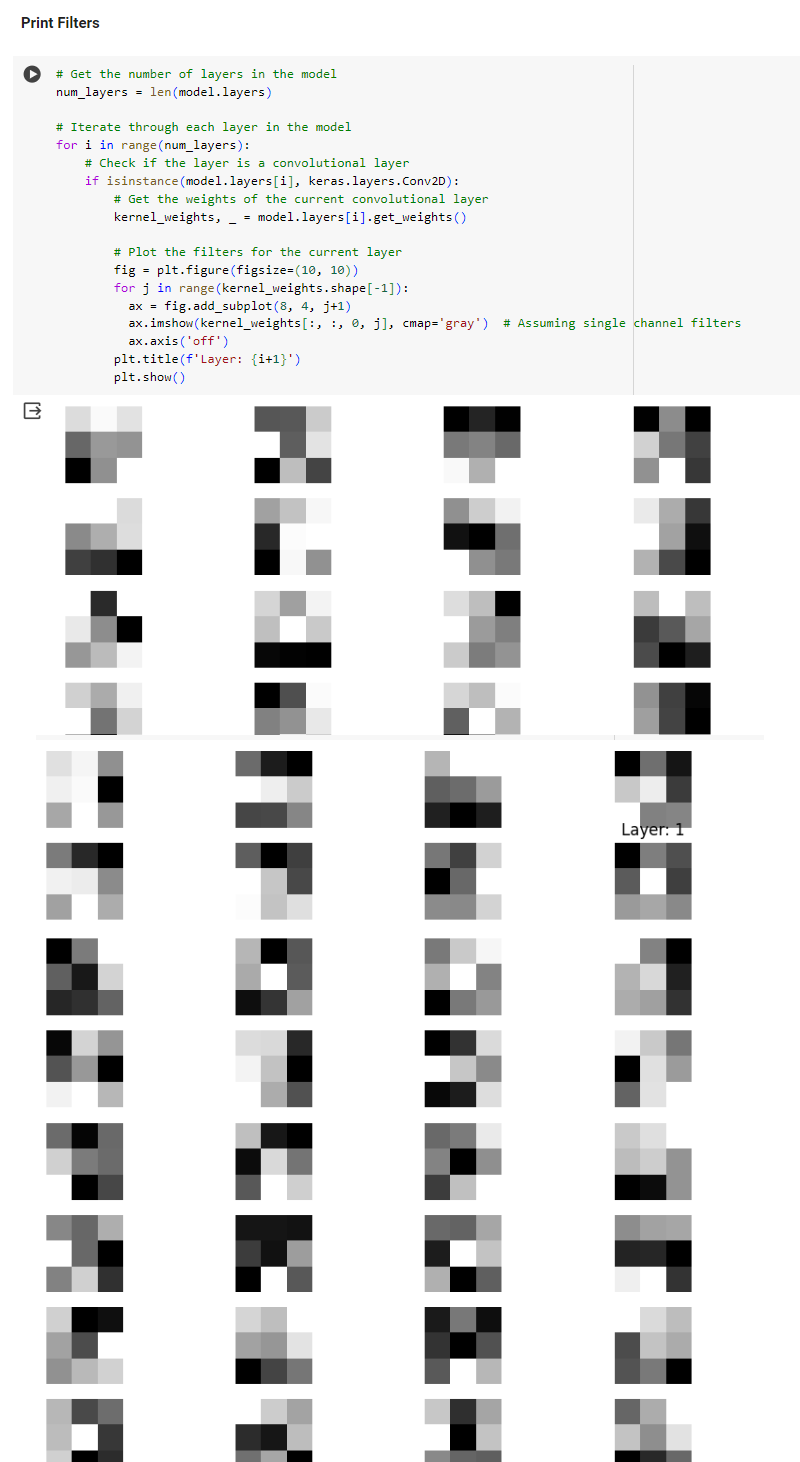 Print Filters
# Get the number of layers in the model
num_layers = len(model.layers)
# Iterate through each layer in the model
for i in range(num_layers):
# Check if the layer is a convolutional layer
if isinstance(model.layers[i], keras.layers.Conv2D):
# Get the weights of the current convolutional layer
kernel_weights, _ = model.layers[i].get_weights()
# Plot the filters for the current layer
fig = plt.figure(figsize=(10, 10))
for j in range(kernel_weights.shape[-1]):
ax = fig.add_subplot(8, 4, j+1)
ax.imshow(kernel_weights[:, :, 0, j], cmap='gray')  # Assuming single channel filters
ax.axis('off')
plt.title(f'Layer: {i+1}')
plt.show()
Layer: 1